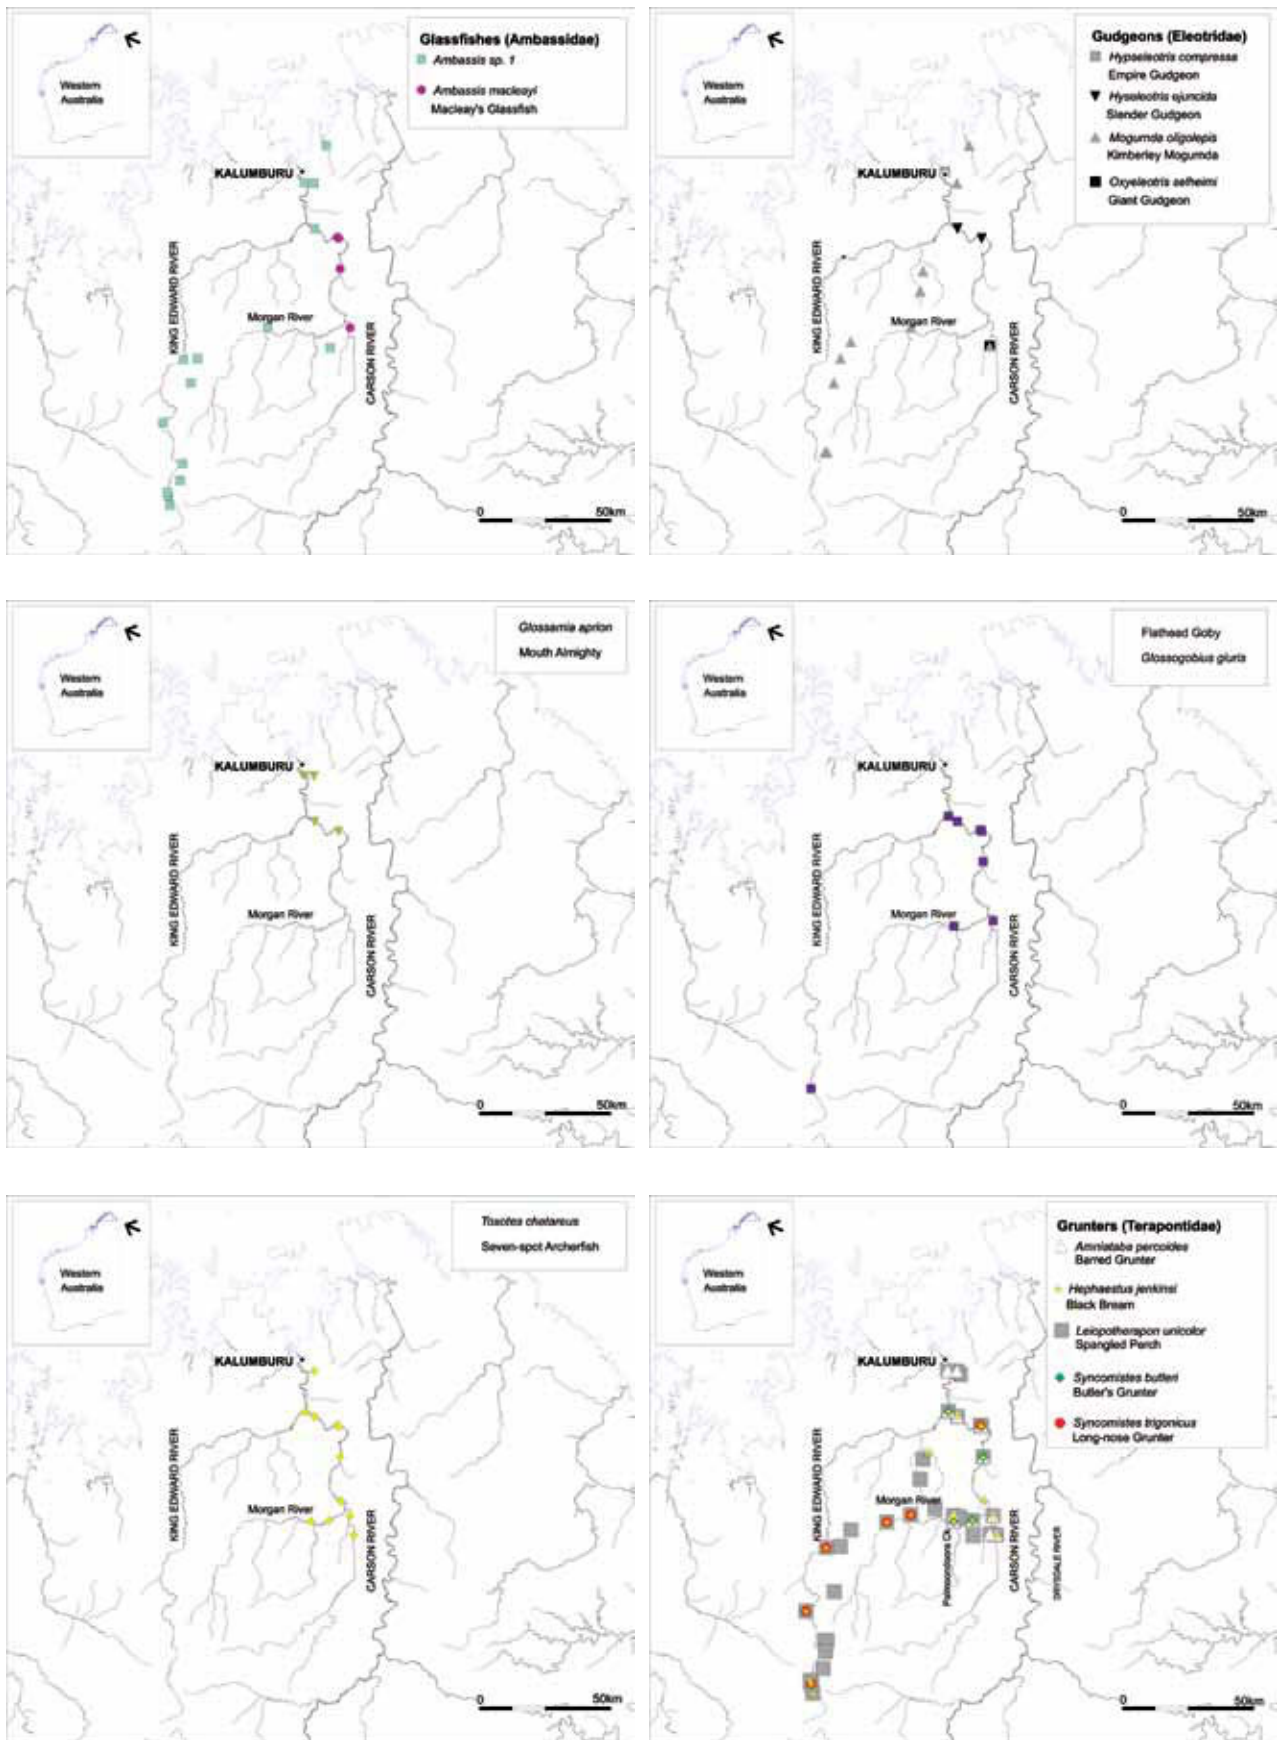 Western
Australia
Glassfishes (Ambassidae)
Ambassis sp. 1
Ambassis macleayi
Macleay's Glassfish
KALUMBURU
KING EDWARD RIVER
Morgan River
CARSON RIVER
0 50km
Western
Australia
Gudgeons (Eleotridae)
Hypseleotris compressa
Empire Gudgeon
Hyseleotris ejuncida
Slender Gudgeon
Mogurnda oligolepis
Kimberley Mogurnda
Oxyeleotris selheimi
Giant Gudgeon
KALUMBURU
KING EDWARD RIVER
Morgan River
CARSON RIVER
0 50km
Western
Australia
Glossamia aprion
Mouth Almighty
KALUMBURU
KING EDWARD RIVER
Morgan River
CARSON RIVER
0 50km
Western
Australia
Flathead Goby
Glossogobius giuris
KALUMBURU
KING EDWARD RIVER
Morgan River
CARSON RIVER
0 50km
Western
Australia
Toxotes chatareus
Seven-spot Archerfish
KALUMBURU
KING EDWARD RIVER
Morgan River
CARSON RIVER
0 50km
Western
Australia
Grunters (Terapontidae)
Amniataba percoides
Barred Grunter
Hephaestus jenkinsi
Black Bream
Leiopotherapon unicolor
Spangled Perch
Syncomistes butleri
Butler's Grunter
Syncomistes trigonicus
Long-nose Grunter
KALUMBURU
KING EDWARD RIVER
Morgan River
Ck
CARSON RIVER
DRYSDALE RIVER
0 50km